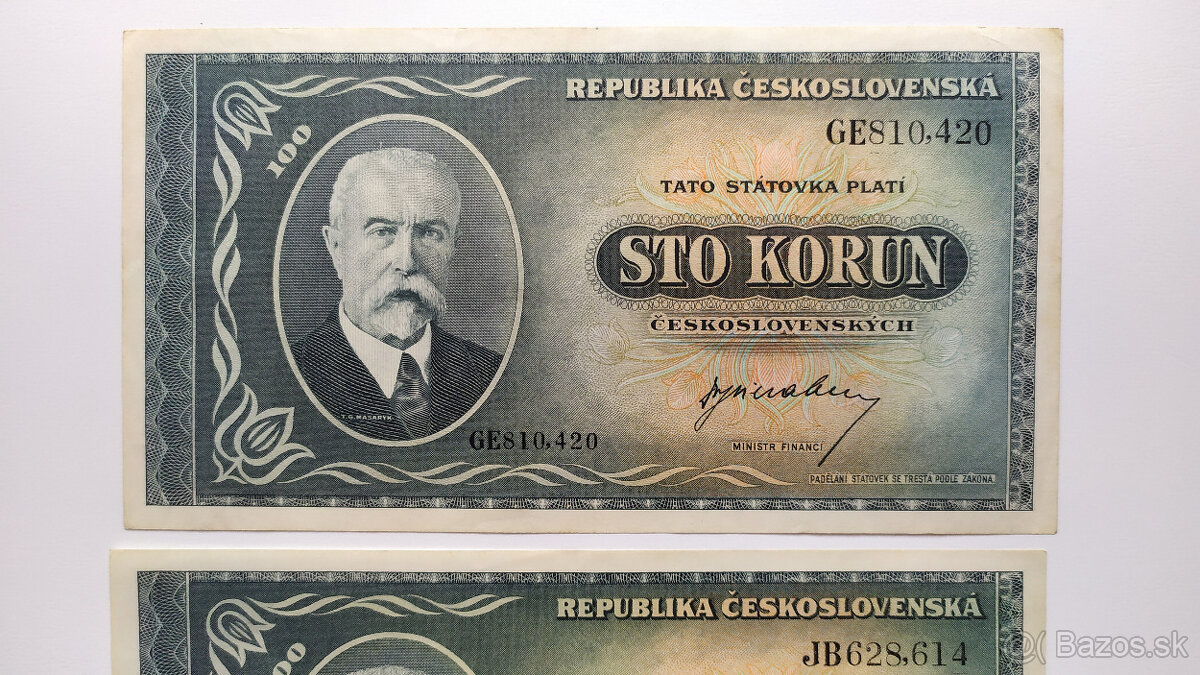 REPUBLIKA ČESKOSLOVENSKÁ
100
GE810,420
TATO STÁTOVKA PLATÍ
STO KORUN
ČESKOSLOVENSKÝCH
T. G. MASARYK
GE810,420
MINISTR FINANCÍ
PADĚLÁNÍ STÁTOVEK SE TRESTÁ PODLE ZÁKONA.
REPUBLIKA ČESKOSLOVENSKÁ
100
JB628,614
Bazos.sk